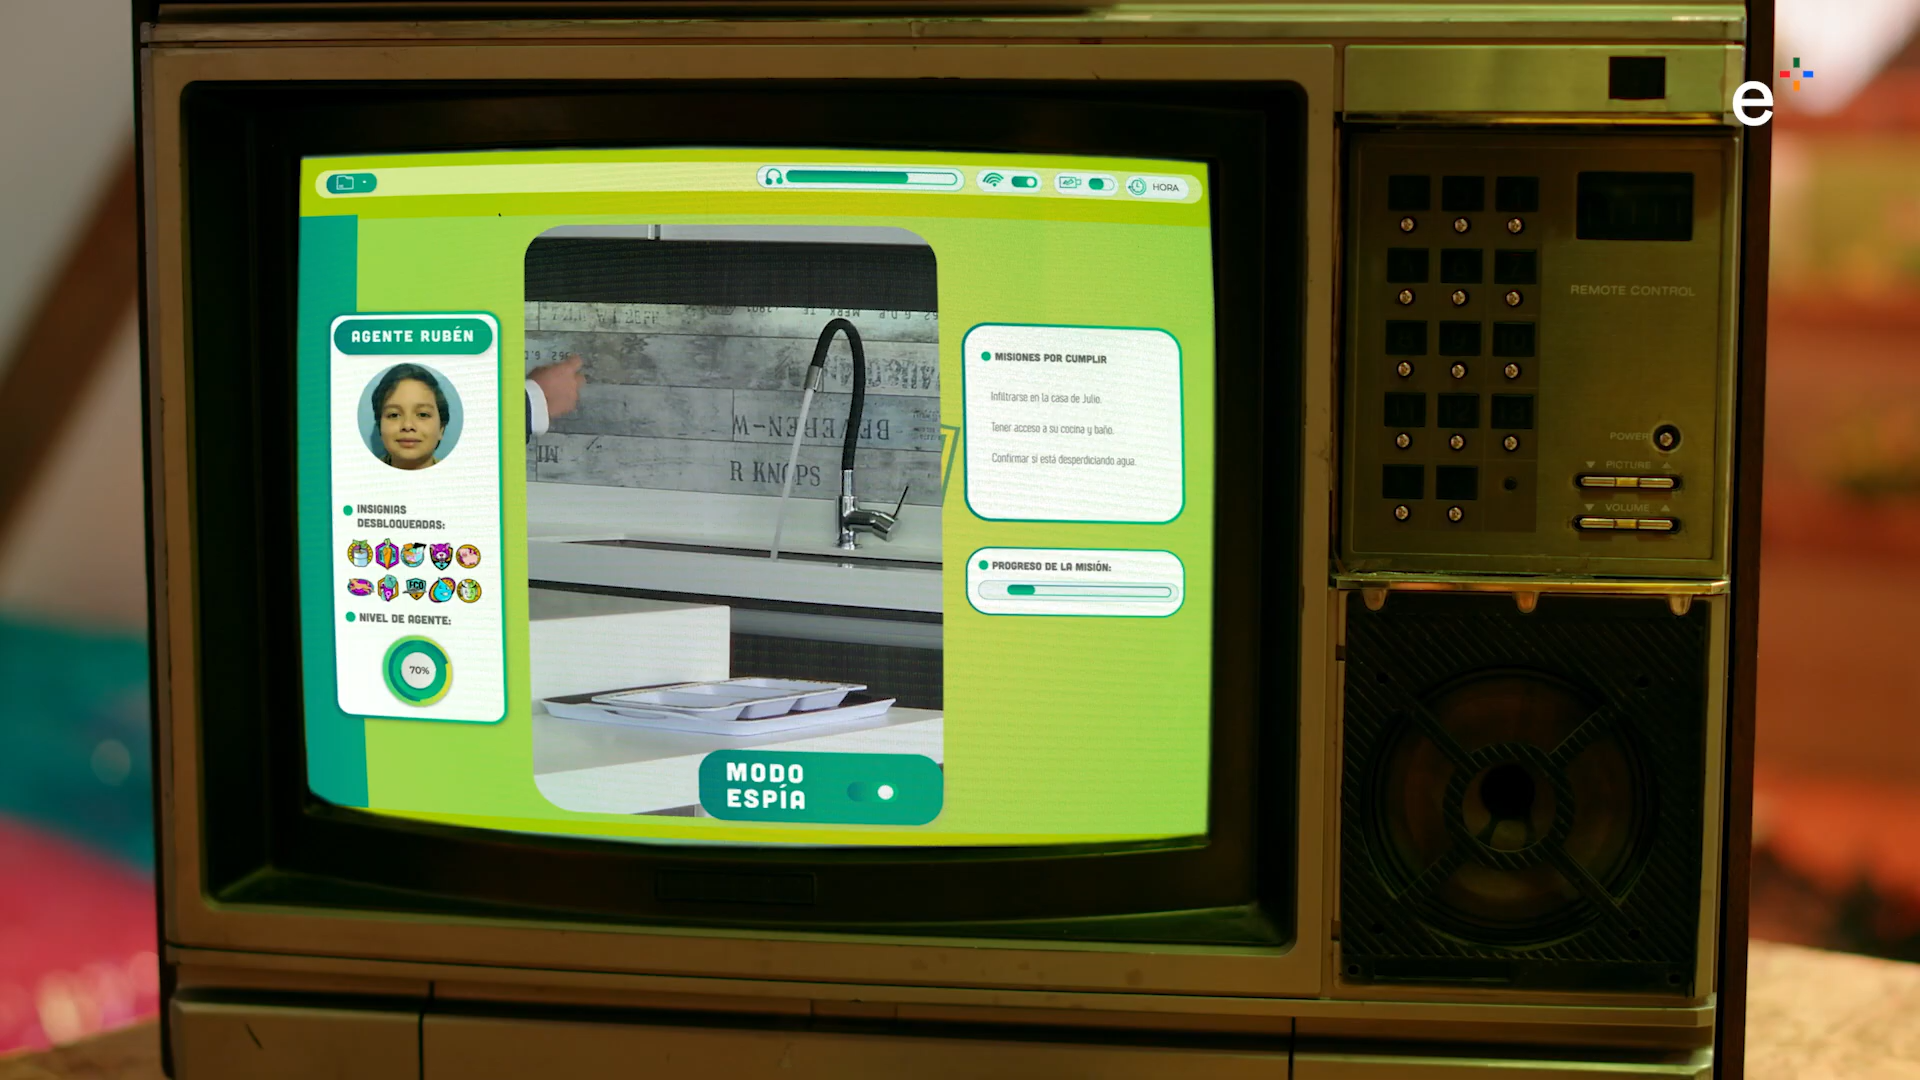 e
HORA
AGENTE RUBÉN
INSIGNIAS
DESBLOQUEADAS:
ECO
NIVEL DE AGENTE:
70%
R KNOPS
MODO
ESPÍA
MISIONES POR CUMPLIR
Infiltrarse en la casa de Julio.
Tener acceso a su cocina y baño.
Confirmar si está desperdiciando agua.
PROGRESO DE LA MISIÓN:
REMOTE CONTROL
POWER
PICTURE
VOLUME